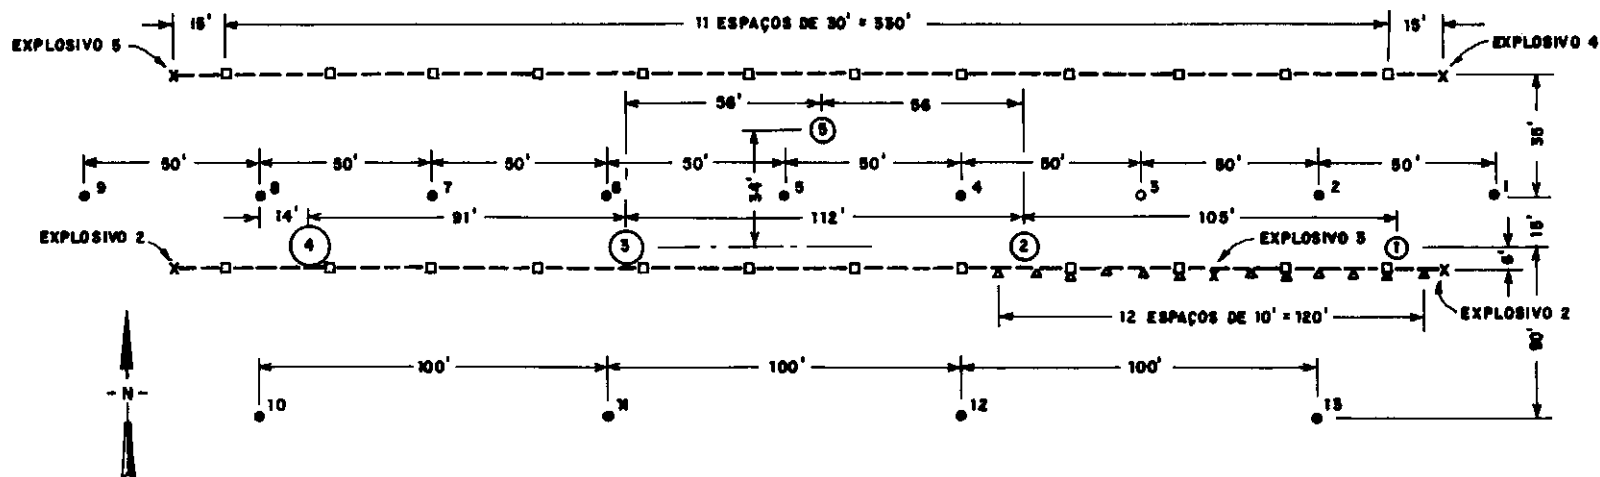 15' 11 ESPAÇOS DE 30' = 330' 15'
EXPLOSIVO 5 EXPLOSIVO 4
56' 56
5
35'
50' 50' 50' 30' 50' 50' 50' 50'
34'
9 8 7 6 5 4 3 2 1
14' 91' 112' 105' 15'
EXPLOSIVO 2 4 3 2 EXPLOSIVO 3 1
6'
12 ESPAÇOS DE 10' = 120' EXPLOSIVO 2
100' 100' 100'
N
10 11 12 13